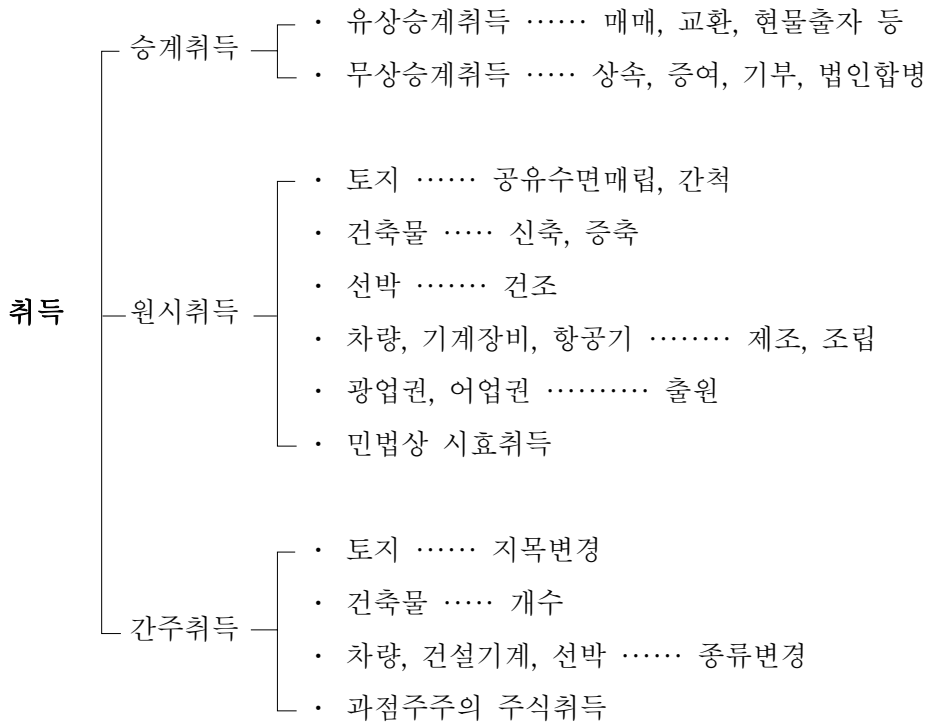 · 유상승계취득 …… 매매, 교환, 현물출자 등
승계취득
· 무상승계취득 ‥… 상속, 증여, 기부, 법인합병
· 토지 …… 공유수면매립, 간척
· 건축물 ‥… 신축, 증축
· 선박 …‥… 건조
취득 원시취득
· 차량, 기계장비, 항공기 …‥…‥ 제조, 조립
· 광업권, 어업권 …‥…‥‥ 출원
· 민법상 시효취득
· 토지 …… 지목변경
· 건축물 ‥… 개수
간주취득
· 차량, 건설기계, 선박 …… 종류변경
· 과점주주의 주식취득